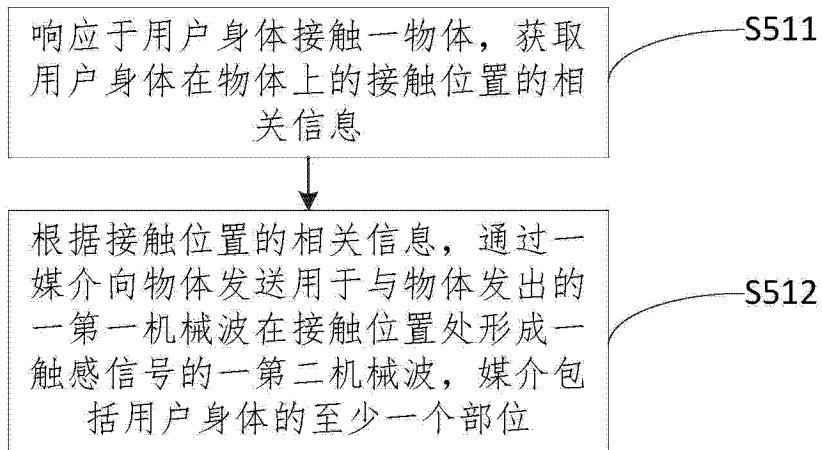 响应于用户身体接触一物体，获取
用户身体在物体上的接触位置的相
关信息
S511
根据接触位置的相关信息，通过一
媒介向物体发送用于与物体发出的
一第一机械波在接触位置处形成一
触感信号的一第二机械波，媒介包
括用户身体的至少一个部位
S512